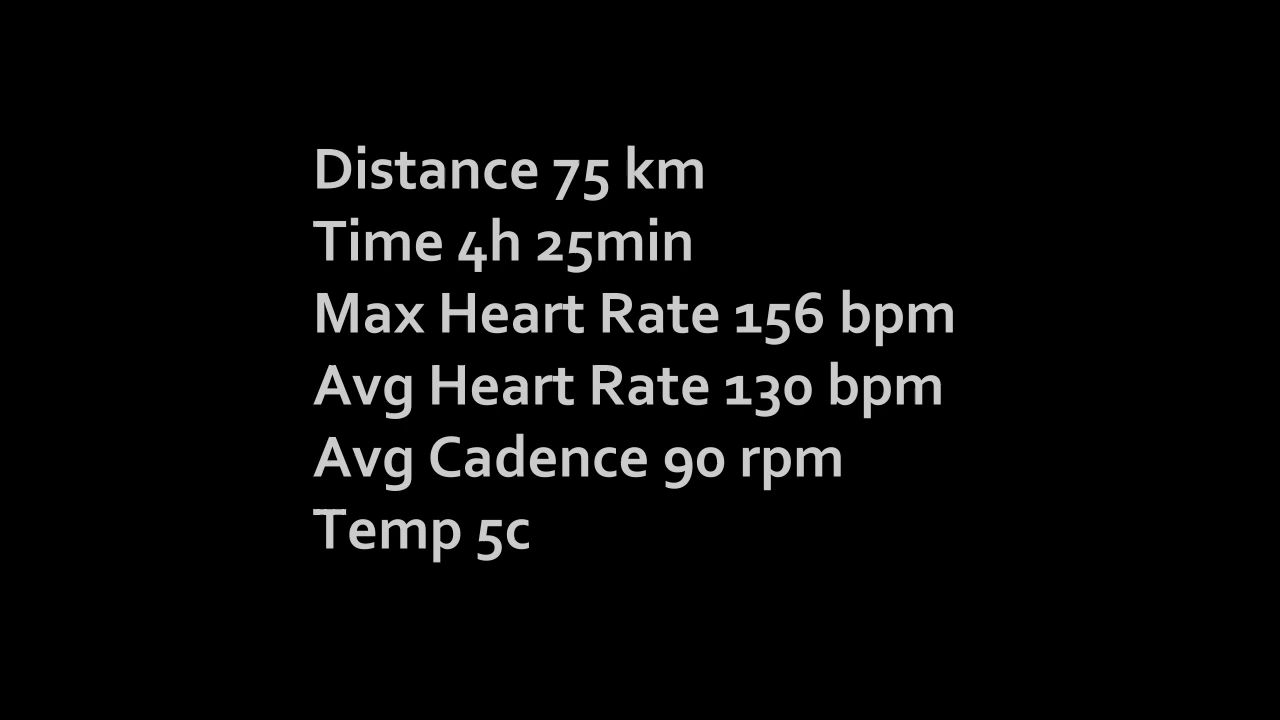 Distance 75 km
Time 4h 25min
Max Heart Rate 156 bpm
Avg Heart Rate 130 bpm
Avg Cadence 90 rpm
Temp 5c